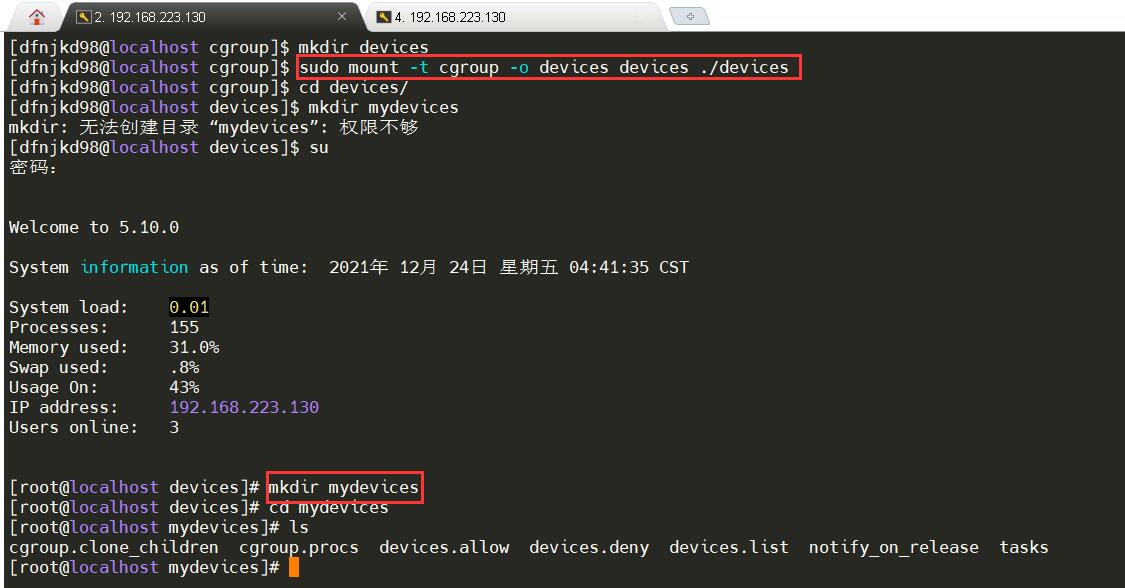 2. 192.168.223.130
4. 192.168.223.130
[dfnjkd98@localhost cgroup]$ mkdir devices
[dfnjkd98@localhost cgroup]$ sudo mount -t cgroup -o devices devices ./devices
[dfnjkd98@localhost cgroup]$ cd devices/
[dfnjkd98@localhost devices]$ mkdir mydevices
mkdir: 无法创建目录 “mydevices”: 权限不够
[dfnjkd98@localhost devices]$ su
密码：
Welcome to 5.10.0
System information as of time:  2021年 12月 24日 星期五 04:41:35 CST
System load:    0.01
Processes:      155
Memory used:    31.0%
Swap used:      .8%
Usage On:       43%
IP address:     192.168.223.130
Users online:   3
[root@localhost devices]# mkdir mydevices
[root@localhost devices]# cd mydevices
[root@localhost mydevices]# ls
cgroup.clone_children  cgroup.procs  devices.allow  devices.deny  devices.list  notify_on_release  tasks
[root@localhost mydevices]#